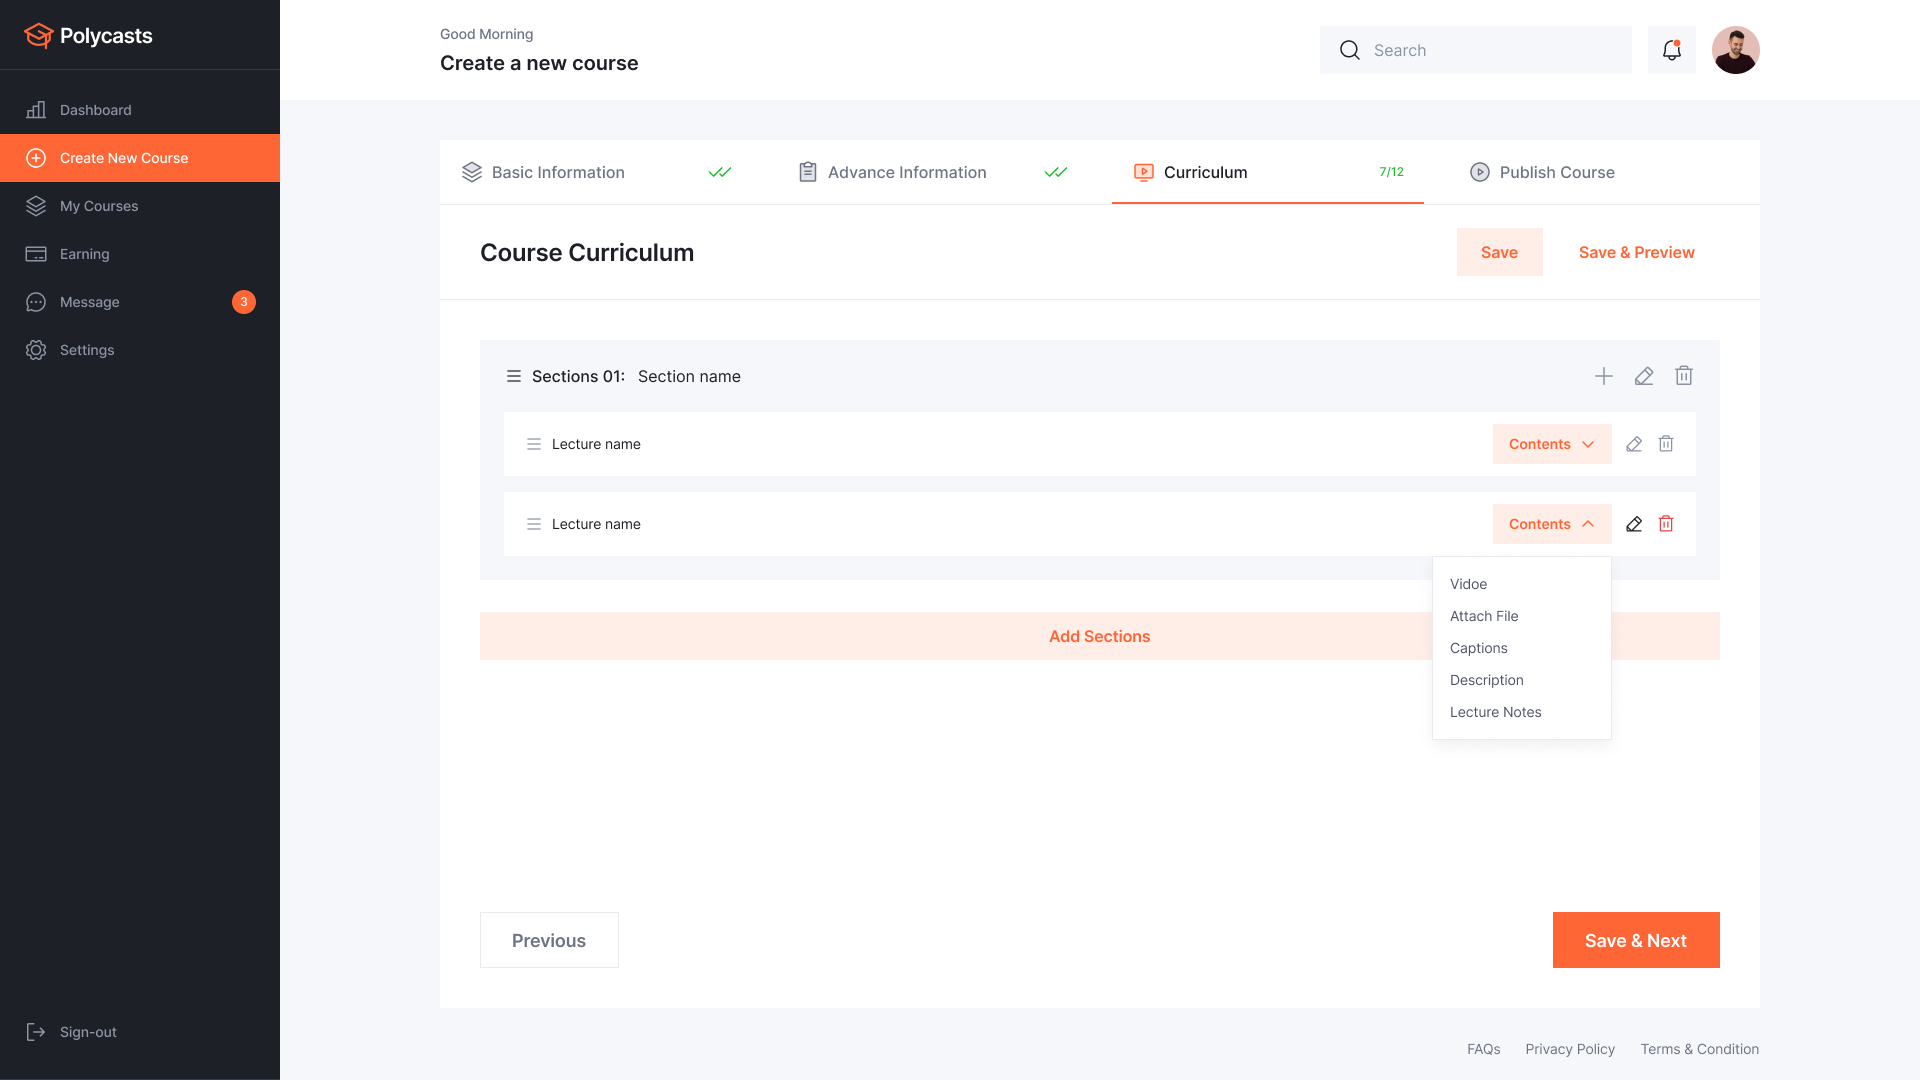 Polycasts
Dashboard
Create New Course
My Courses
Earning
Message 3
Settings
Sign-out
Good Morning
Create a new course
Search
Basic Information
Advance Information
Curriculum 7/12
Publish Course
Course Curriculum
Save
Save & Preview
Sections 01: Section name
Lecture name
Contents
Lecture name
Contents
Vidoe
Attach File
Captions
Description
Lecture Notes
Add Sections
Previous
Save & Next
FAQs
Privacy Policy
Terms & Condition